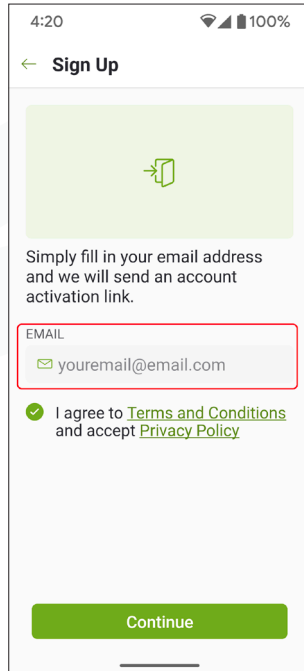 4:20 100%
Sign Up
Simply fill in your email address
and we will send an account
activation link.
EMAIL
youremail@email.com
I agree to Terms and Conditions
and accept Privacy Policy
Continue